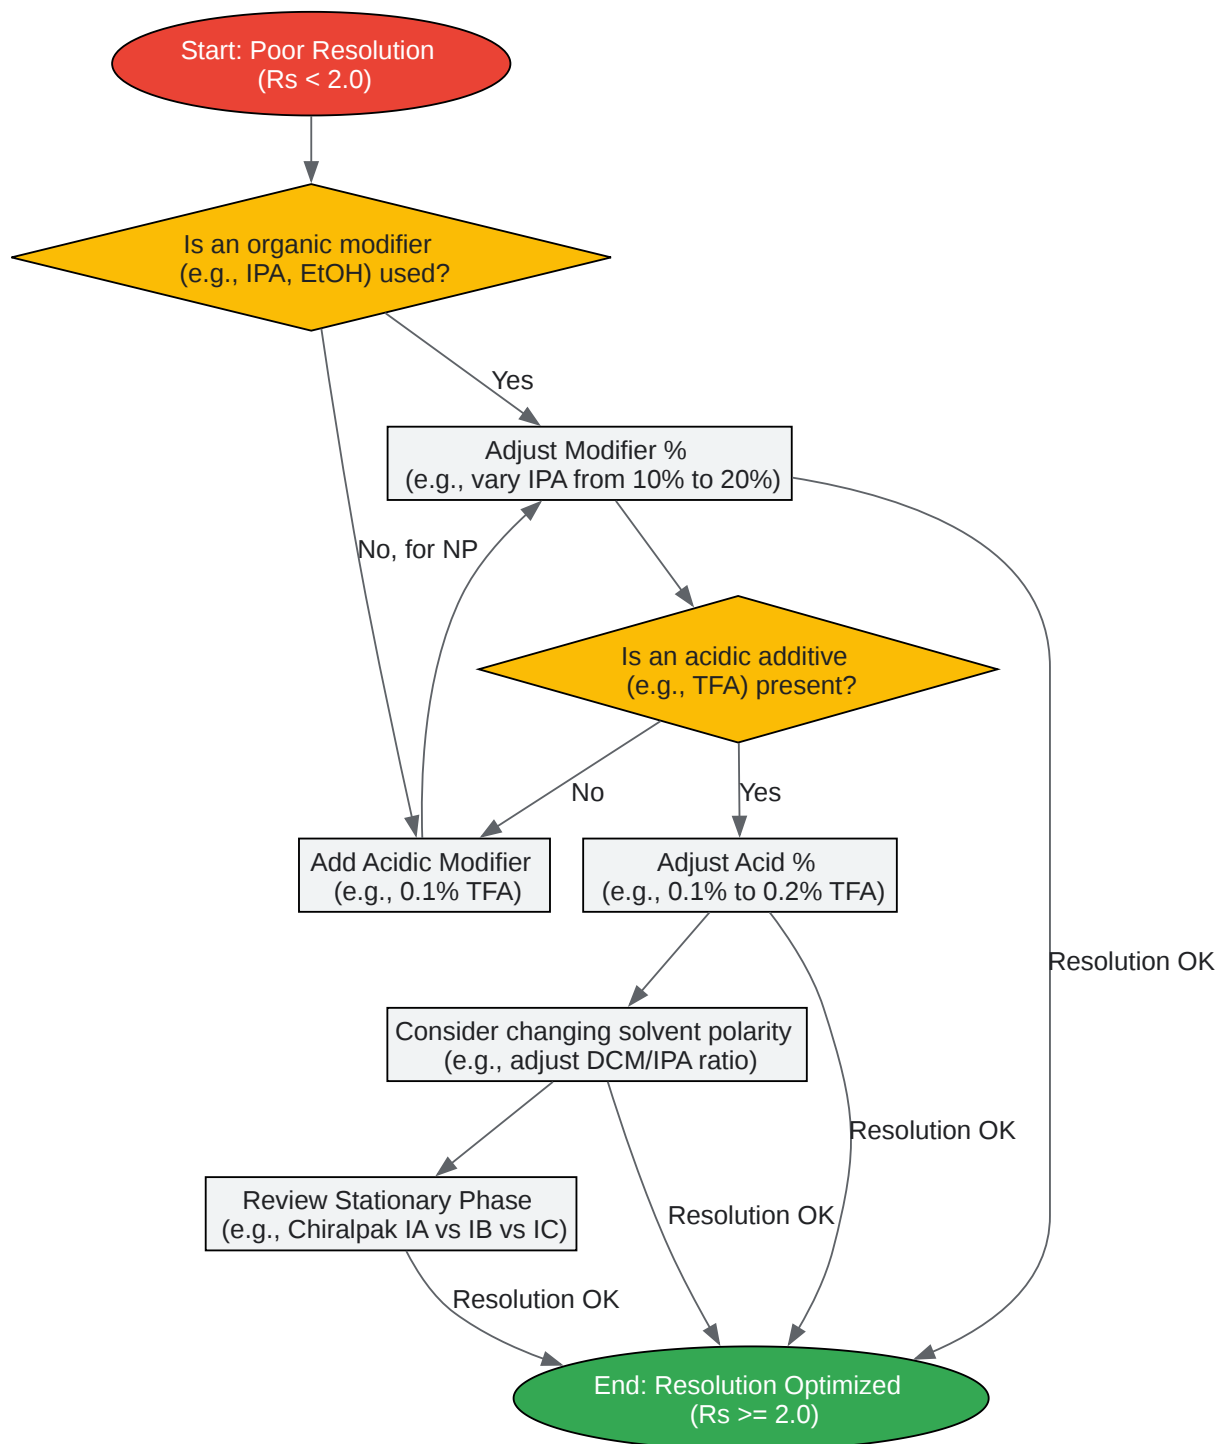 Start: Poor Resolution
(Rs < 2.0)
Is an organic modifier
(e.g., IPA, EtOH) used?
Yes
Adjust Modifier %
(e.g., vary IPA from 10% to 20%)
No, for NP
Is an acidic additive
(e.g., TFA) present?
No
Yes
Add Acidic Modifier
(e.g., 0.1% TFA)
Adjust Acid %
(e.g., 0.1% to 0.2% TFA)
Resolution OK
Consider changing solvent polarity
(e.g., adjust DCM/IPA ratio)
Resolution OK
Review Stationary Phase
(e.g., Chiralpak IA vs IB vs IC)
Resolution OK
Resolution OK
End: Resolution Optimized
(Rs >= 2.0)